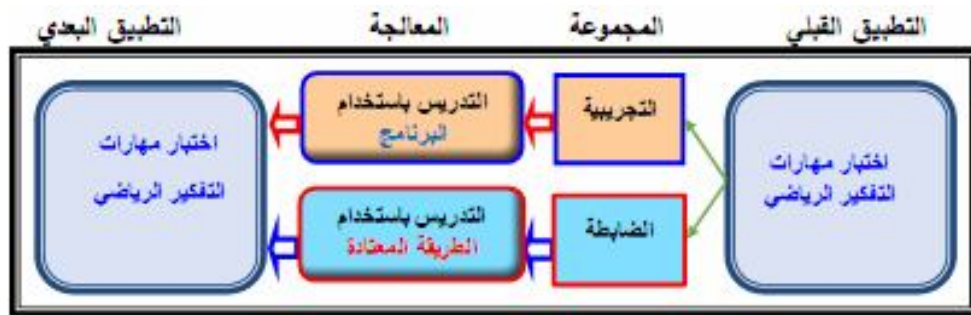 التطبيق القبلي
المجموعة
المعالجة
التطبيق البعدي
اختبار مهارات
التفكير الرياضي
التجريبية
التدريس باستخدام
البرنامج
الضابطة
التدريس باستخدام
الطريقة المعتادة
اختبار مهارات
التفكير الرياضي